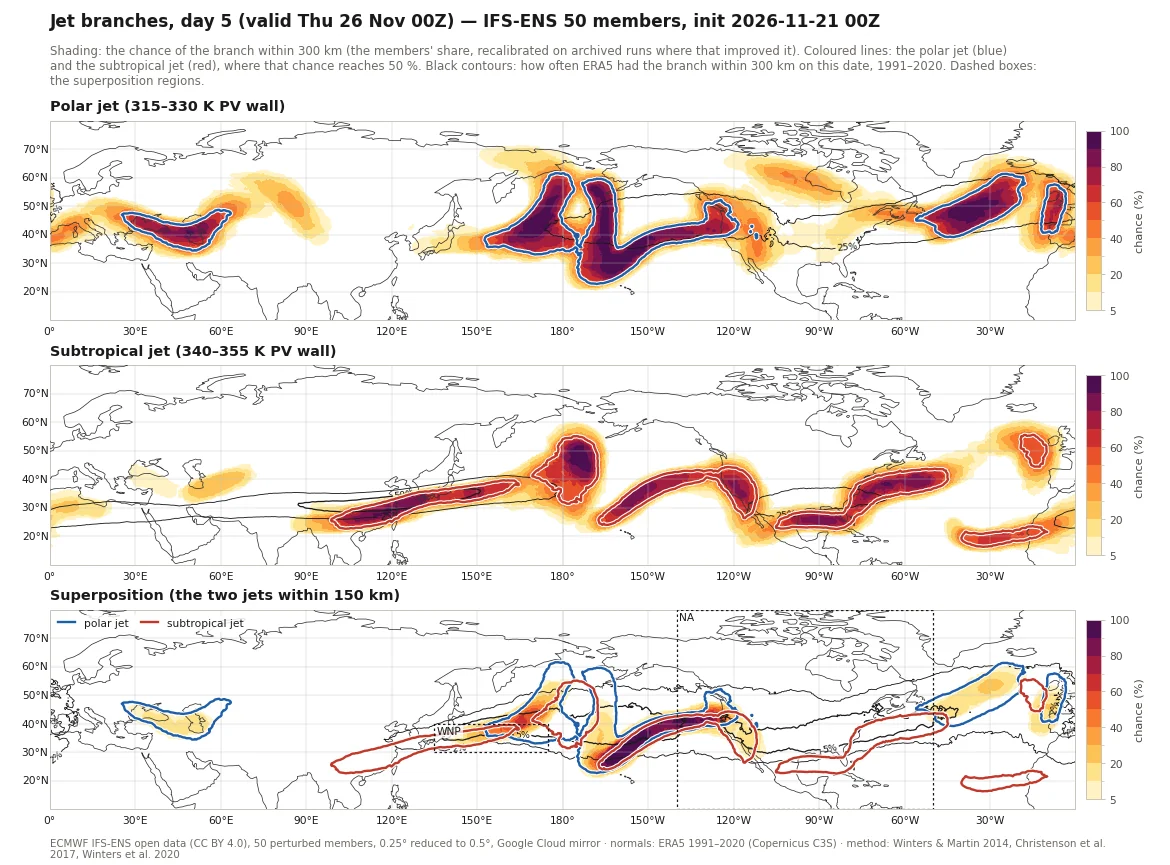 Jet branches, day 5 (valid Thu 26 Nov 00Z) — IFS-ENS 50 members, init 2026-11-21 00Z
Shading: the chance of the branch within 300 km (the members' share, recalibrated on archived runs where that improved it). Coloured lines: the polar jet (blue)
and the subtropical jet (red), where that chance reaches 50 %. Black contours: how often ERA5 had the branch within 300 km on this date, 1991–2020. Dashed boxes:
the superposition regions.
Polar jet (315–330 K PV wall)
70°N
60°N
50°N
40°N
30°N
20°N
25%
0°
30°E
60°E
90°E
120°E
150°E
180°
150°W
120°W
90°W
60°W
30°W
100
80
60
40
20
5
chance (%)
Subtropical jet (340–355 K PV wall)
70°N
60°N
50°N
40°N
30°N
20°N
25%
0°
30°E
60°E
90°E
120°E
150°E
180°
150°W
120°W
90°W
60°W
30°W
100
80
60
40
20
5
chance (%)
Superposition (the two jets within 150 km)
polar jet
subtropical jet
NA
WNP
5%
5%
70°N
60°N
50°N
40°N
30°N
20°N
0°
30°E
60°E
90°E
120°E
150°E
180°
150°W
120°W
90°W
60°W
30°W
100
80
60
40
20
5
chance (%)
ECMWF IFS-ENS open data (CC BY 4.0), 50 perturbed members, 0.25° reduced to 0.5°, Google Cloud mirror · normals: ERA5 1991–2020 (Copernicus C3S) · method: Winters & Martin 2014, Christenson et al.
2017, Winters et al. 2020